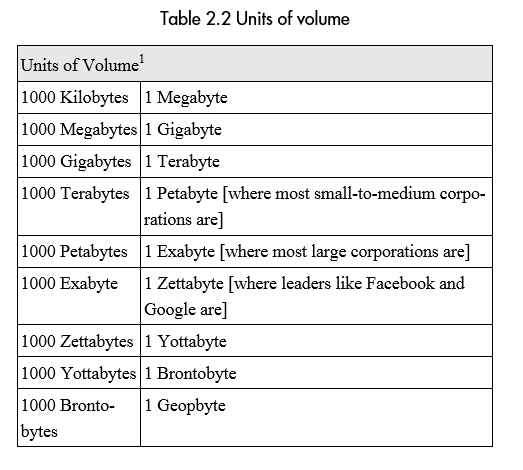 Table 2.2 Units of volume
Units of Volume1
1000 Kilobytes 1 Megabyte
1000 Megabytes 1 Gigabyte
1000 Gigabytes 1 Terabyte
1000 Terabytes 1 Petabyte [where most small-to-medium corpo-
rations are]
1000 Petabytes 1 Exabyte [where most large corporations are]
1000 Exabyte 1 Zettabyte [where leaders like Facebook and
Google are]
1000 Zettabytes 1 Yottabyte
1000 Yottabytes 1 Brontobyte
1000 Bronto- 1 Geopbyte
bytes